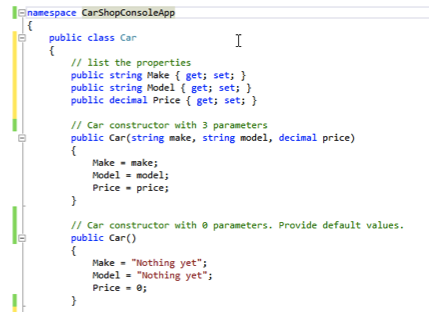 namespace CarShopConsoleApp
{
    public class Car
    {
        // list the properties
        public string Make { get; set; }
        public string Model { get; set; }
        public decimal Price { get; set; }

        // Car constructor with 3 parameters
        public Car(string make, string model, decimal price)
        {
            Make = make;
            Model = model;
            Price = price;
        }

        // Car constructor with 0 parameters. Provide default values.
        public Car()
        {
            Make = "Nothing yet";
            Model = "Nothing yet";
            Price = 0;
        }